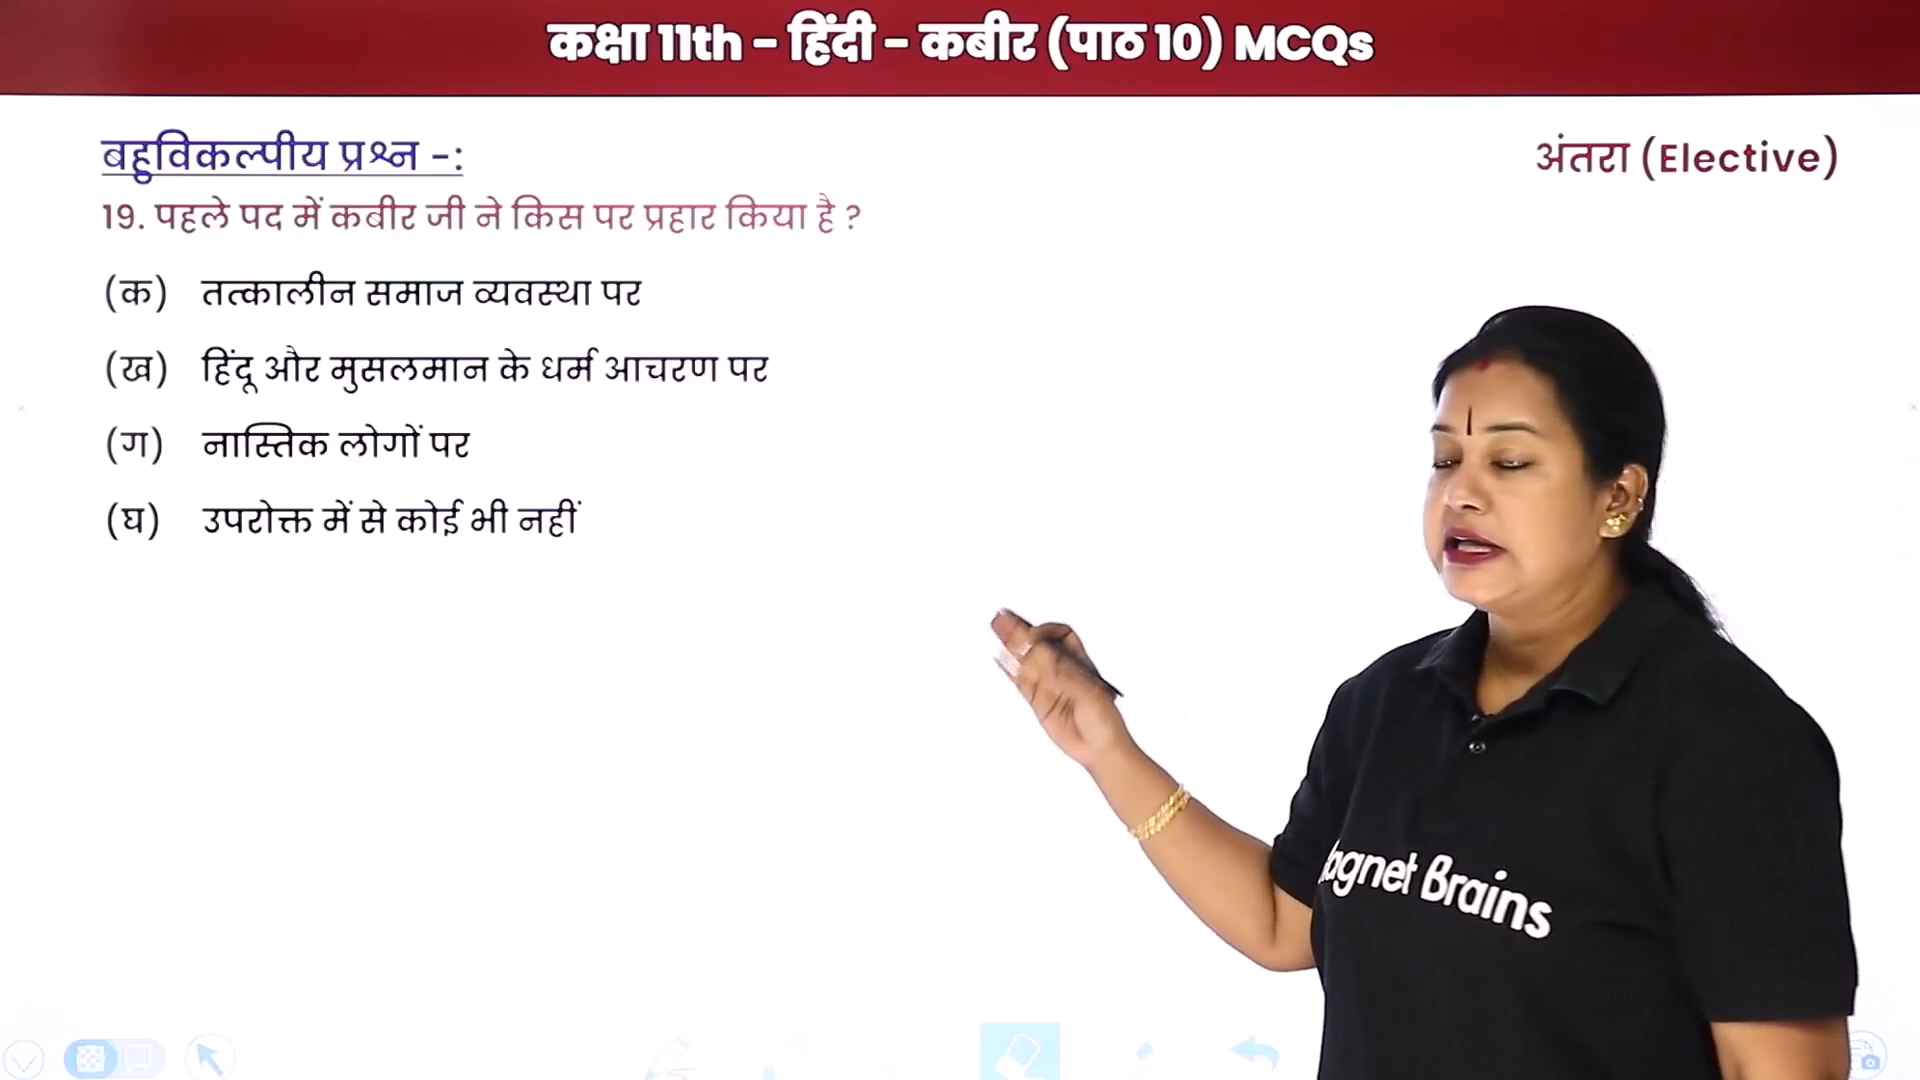 कक्षा 11th - हिंदी - कबीर (पाठ 10) MCQs
बहुविकल्पीय प्रश्न -:
अंतरा (Elective)
19. पहले पद में कबीर जी ने किस पर प्रहार किया है ?
(क) तत्कालीन समाज व्यवस्था पर
(ख) हिंदू और मुसलमान के धर्म आचरण पर
(ग) नास्तिक लोगों पर
(घ) उपरोक्त में से कोई भी नहीं
agnet Brains